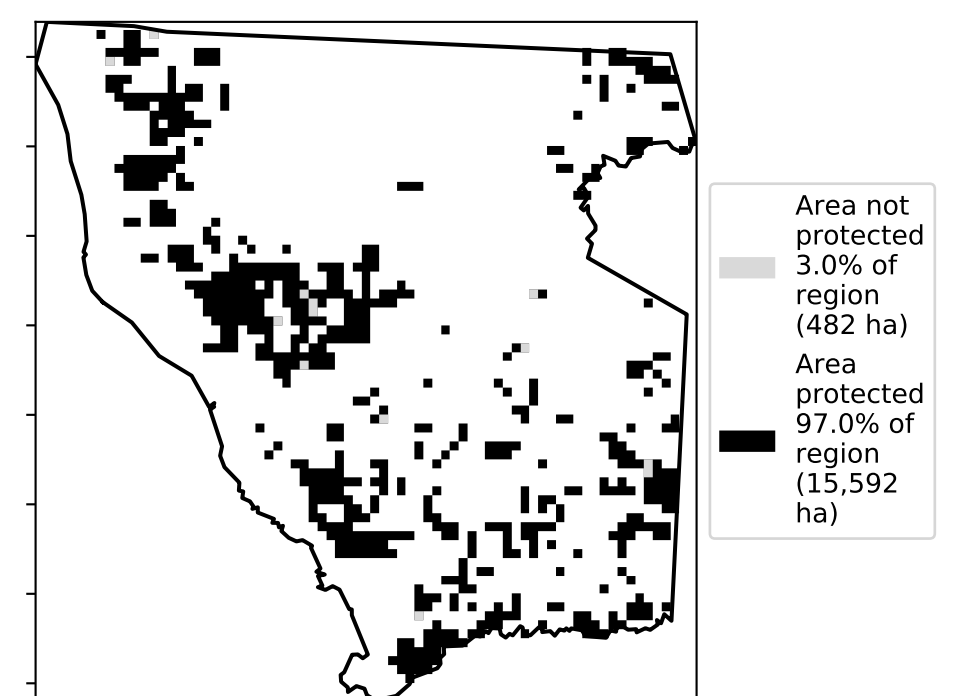 Area not
protected
3.0% of
region
(482 ha)
Area
protected
97.0% of
region
(15,592
ha)